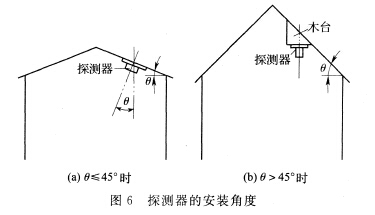 木台
探测器
探测器
θ
θ
θ
(a) θ≤45°时
(b) θ>45°时
图 6 探测器的安装角度